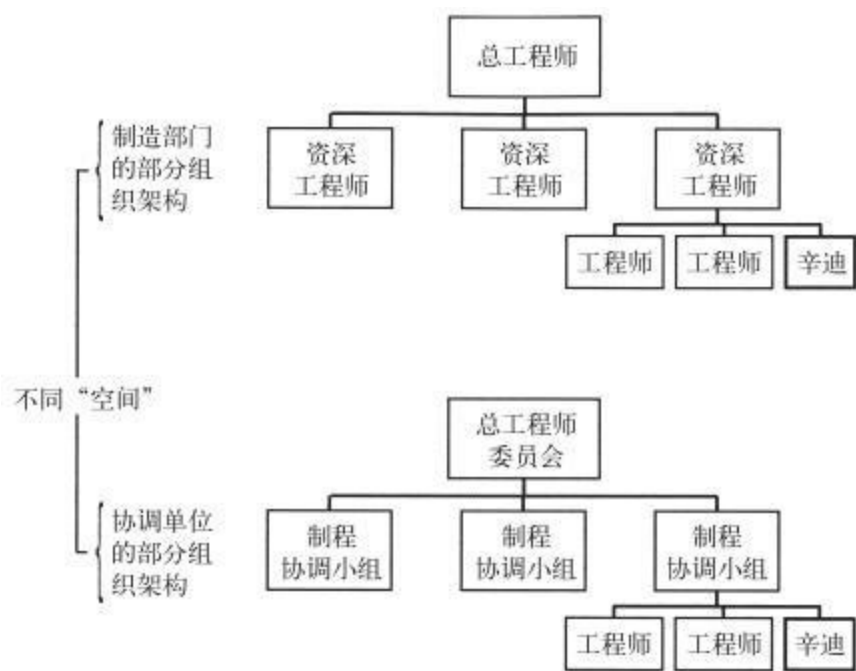 总工程师
制造部门
的部分组
织架构
资深
工程师
资深
工程师
资深
工程师
工程师
工程师
辛迪
不同“空间”
总工程师
委员会
协调单位
的部分组
织架构
制程
协调小组
制程
协调小组
制程
协调小组
工程师
工程师
辛迪